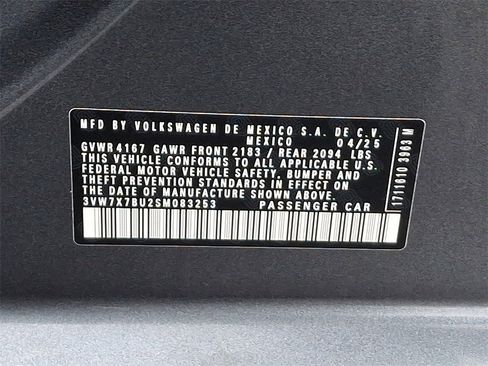 MFD BY VOLKSWAGEN DE MEXICO S.A. DE C.V.
MEXICO 04/25
GVWR 4167 GAWR FRONT 2183 / REAR 2094 LBS
THIS VEHICLE CONFORMS TO ALL APPLICABLE U.S.
FEDERAL MOTOR VEHICLE SAFETY, BUMPER AND
THEFT PREVENTION STANDARDS IN EFFECT ON
THE DATE OF MANUFACTURE SHOWN ABOVE.
3VW7X7BU2SM083253 PASSENGER CAR
1711610 3963 M